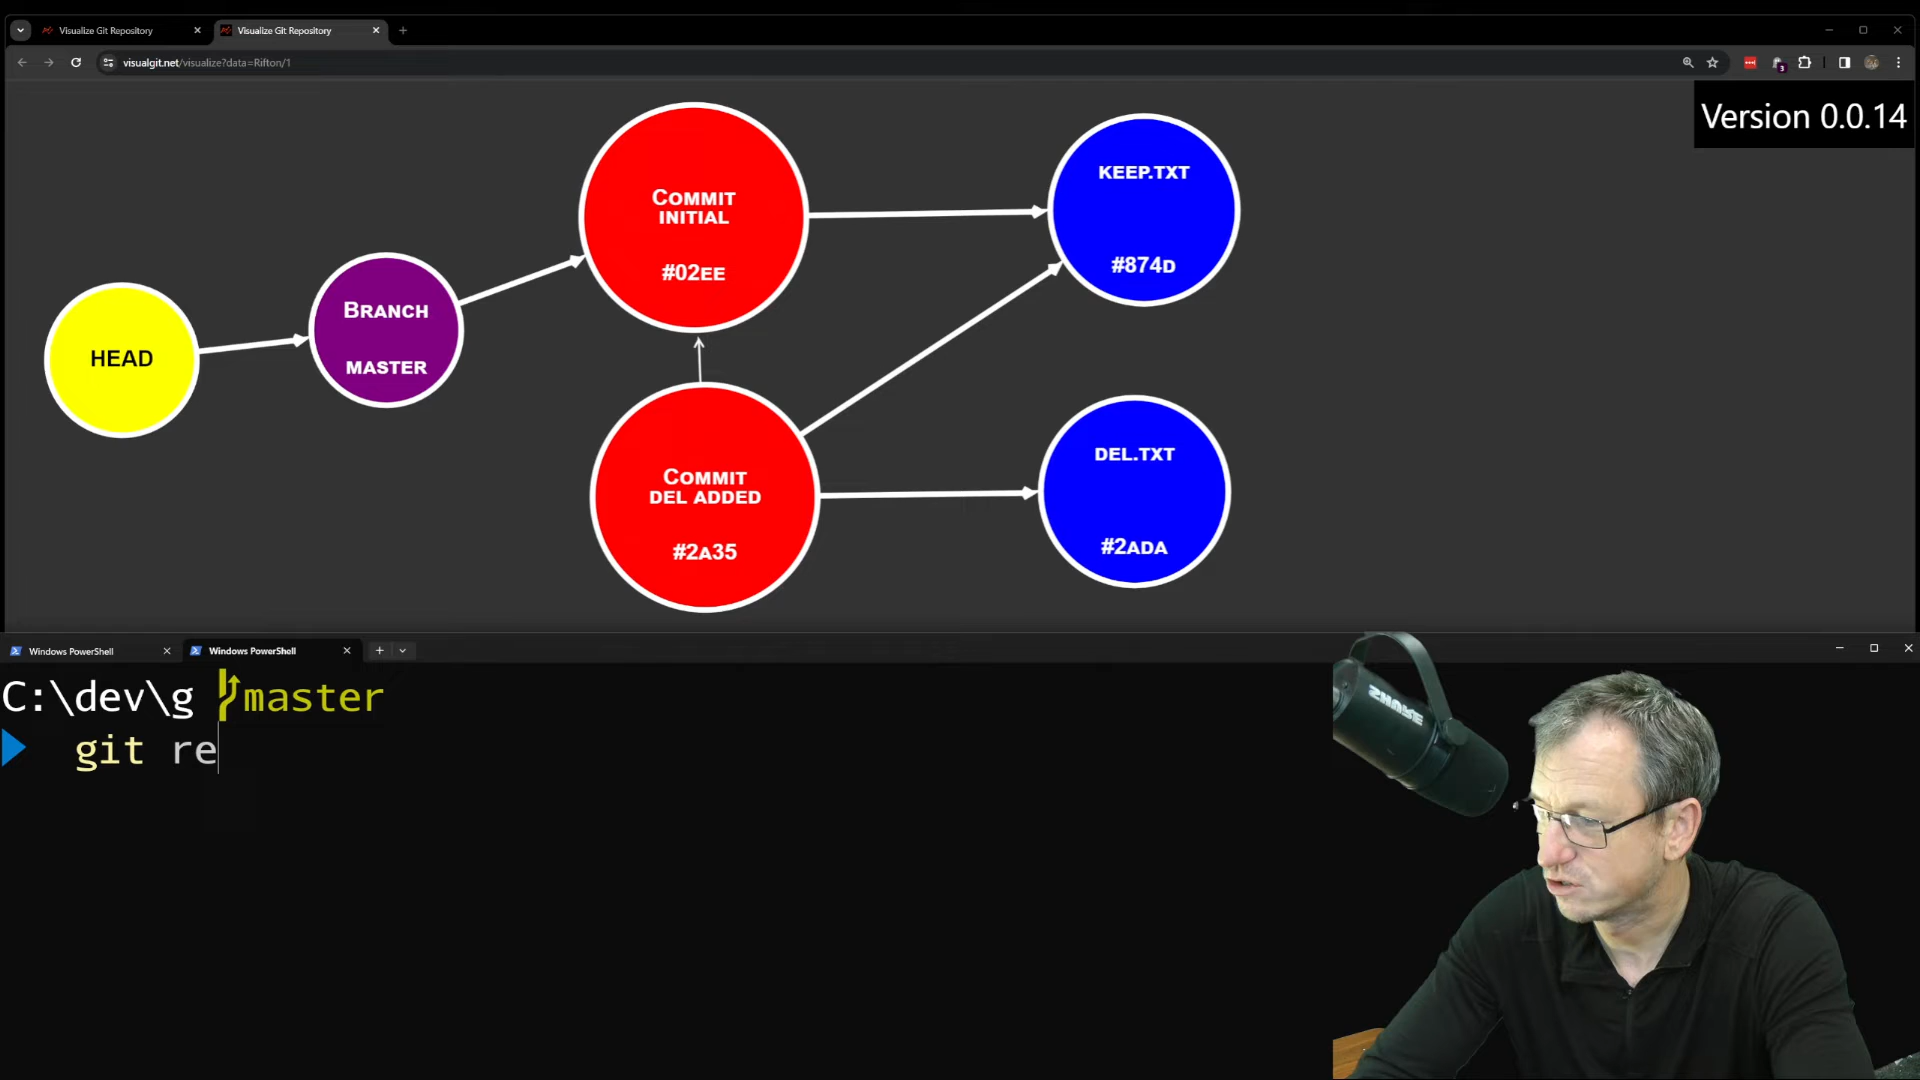 Visualize Git Repository
Visualize Git Repository
visualgit.net/visualize?data=Rifton/1
3
Version 0.0.14
COMMIT
INITIAL
#02EE
KEEP.TXT
#874D
BRANCH
MASTER
HEAD
COMMIT
DEL ADDED
#2A35
DEL.TXT
#2ADA
Windows PowerShell
Windows PowerShell
C:\dev\g master
git re
SHURE